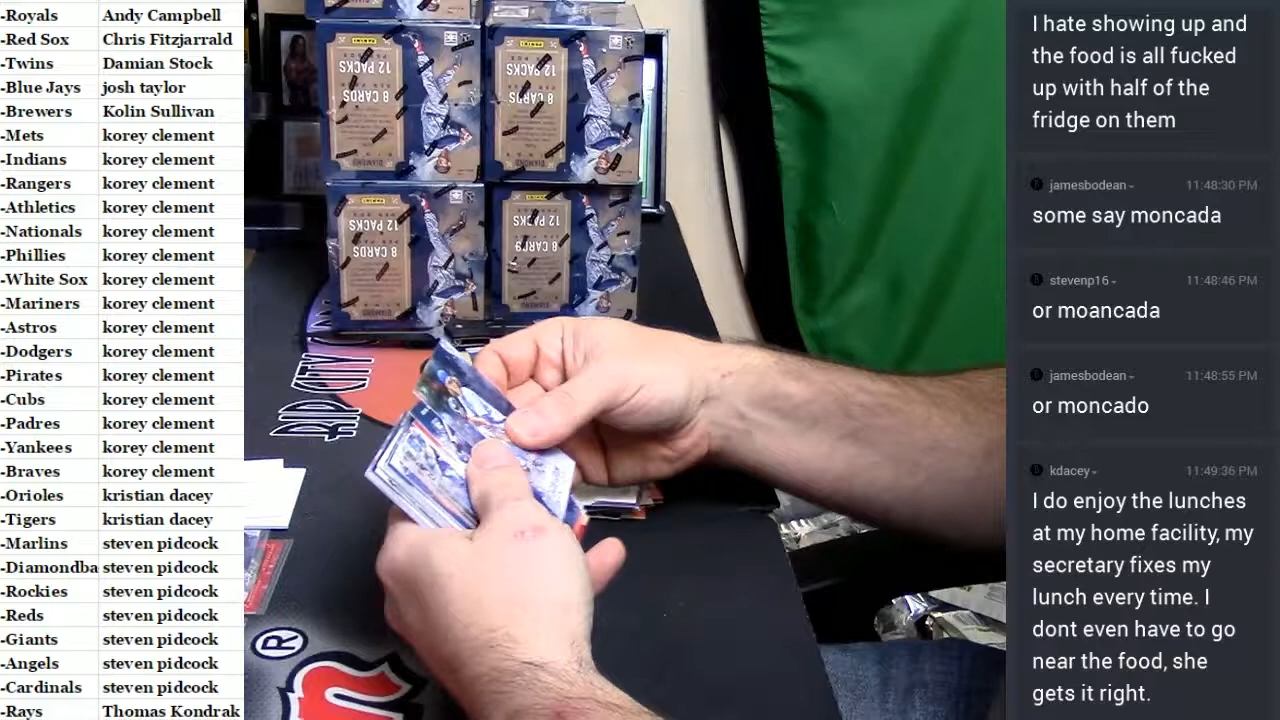 -Royals Andy Campbell
-Red Sox Chris Fitzjarrald
-Twins Damian Stock
-Blue Jays josh taylor
-Brewers Kolin Sullivan
-Mets korey clement
-Indians korey clement
-Rangers korey clement
-Athletics korey clement
-Nationals korey clement
-Phillies korey clement
-White Sox korey clement
-Mariners korey clement
-Astros korey clement
-Dodgers korey clement
-Pirates korey clement
-Cubs korey clement
-Padres korey clement
-Yankees korey clement
-Braves korey clement
-Orioles kristian dacey
-Tigers kristian dacey
-Marlins steven pidcock
-Diamondba steven pidcock
-Rockies steven pidcock
-Reds steven pidcock
-Giants steven pidcock
-Angels steven pidcock
-Cardinals steven pidcock
-Rays Thomas Kondrak
12 PACKS
8 CARDS
DIAMOND
12 PACKS
8 CARDS
DIAMOND
12 PACKS
8 CARDS
12 PACKS
8 CARDS
RIP CITY
®
I hate showing up and
the food is all fucked
up with half of the
fridge on them
jamesbodean 11:48:30 PM
some say moncada
stevenp16 11:48:46 PM
or moancada
jamesbodean 11:48:55 PM
or moncado
kdacey 11:49:36 PM
I do enjoy the lunches
at my home facility, my
secretary fixes my
lunch every time. I
dont even have to go
near the food, she
gets it right.